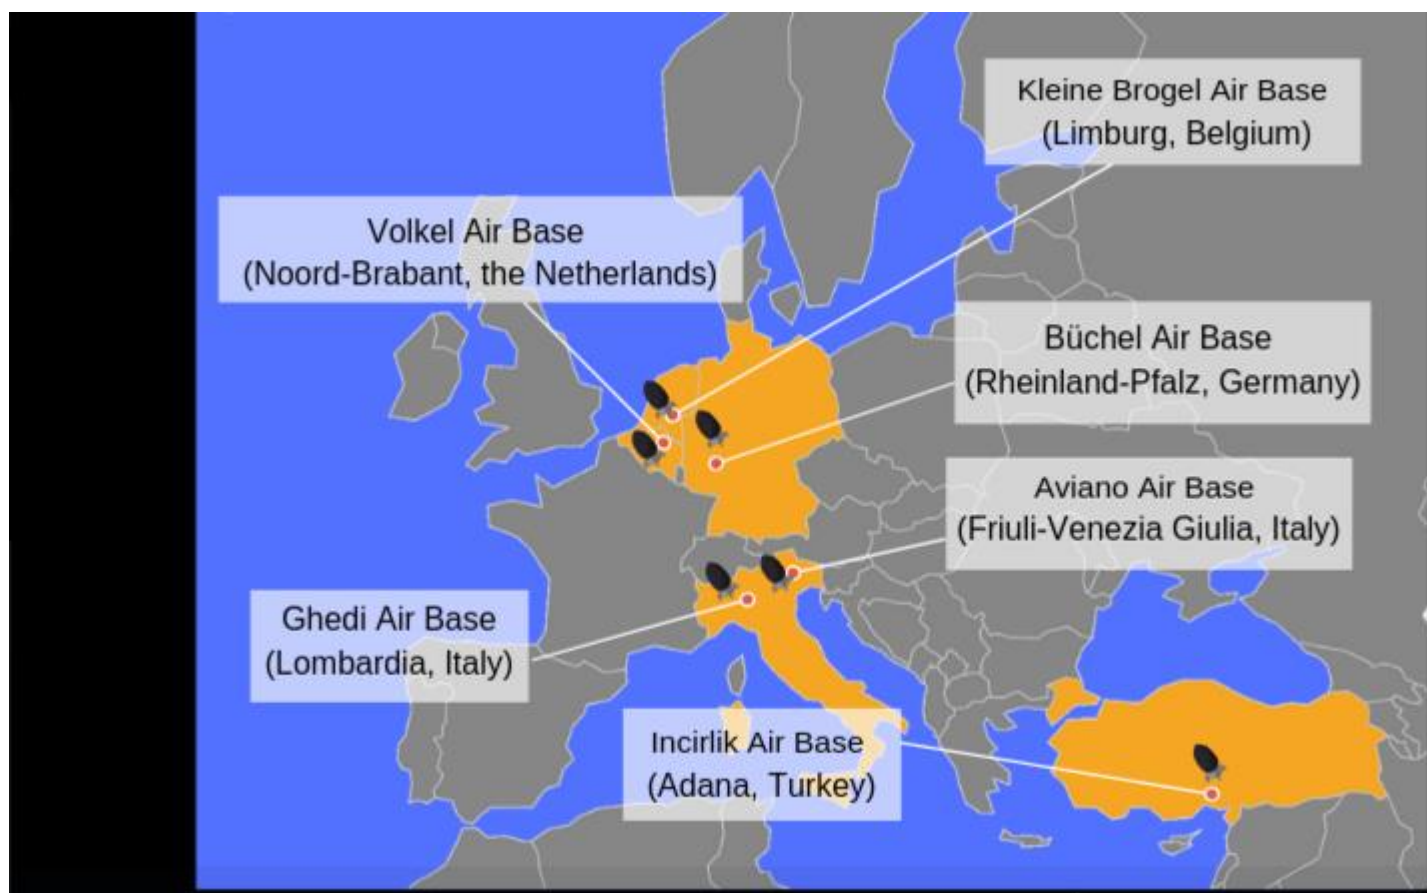 Kleine Brogel Air Base
(Limburg, Belgium)
Volkel Air Base
(Noord-Brabant, the Netherlands)
Büchel Air Base
(Rheinland-Pfalz, Germany)
Aviano Air Base
(Friuli-Venezia Giulia, Italy)
Ghedi Air Base
(Lombardia, Italy)
Incirlik Air Base
(Adana, Turkey)